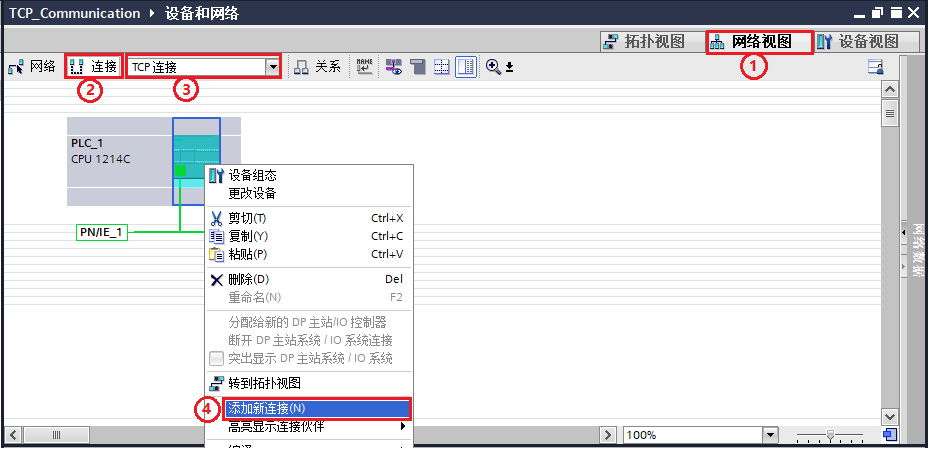 TCP_Communication ▸ 设备和网络
拓扑视图 网络视图 设备视图
①
网络 连接 TCP 连接 关系 NAME
② ③
PLC_1
CPU 1214C
PN/IE_1
设备组态
更改设备
剪切(T) Ctrl+X
复制(Y) Ctrl+C
粘贴(P) Ctrl+V
删除(D) Del
重命名(N) F2
分配给新的 DP 主站/IO 控制器
断开 DP 主站系统 / IO 系统连接
突出显示 DP 主站系统 / IO 系统
转到拓扑视图
④ 添加新连接(N)
高亮显示连接伙伴
网络数据
100%